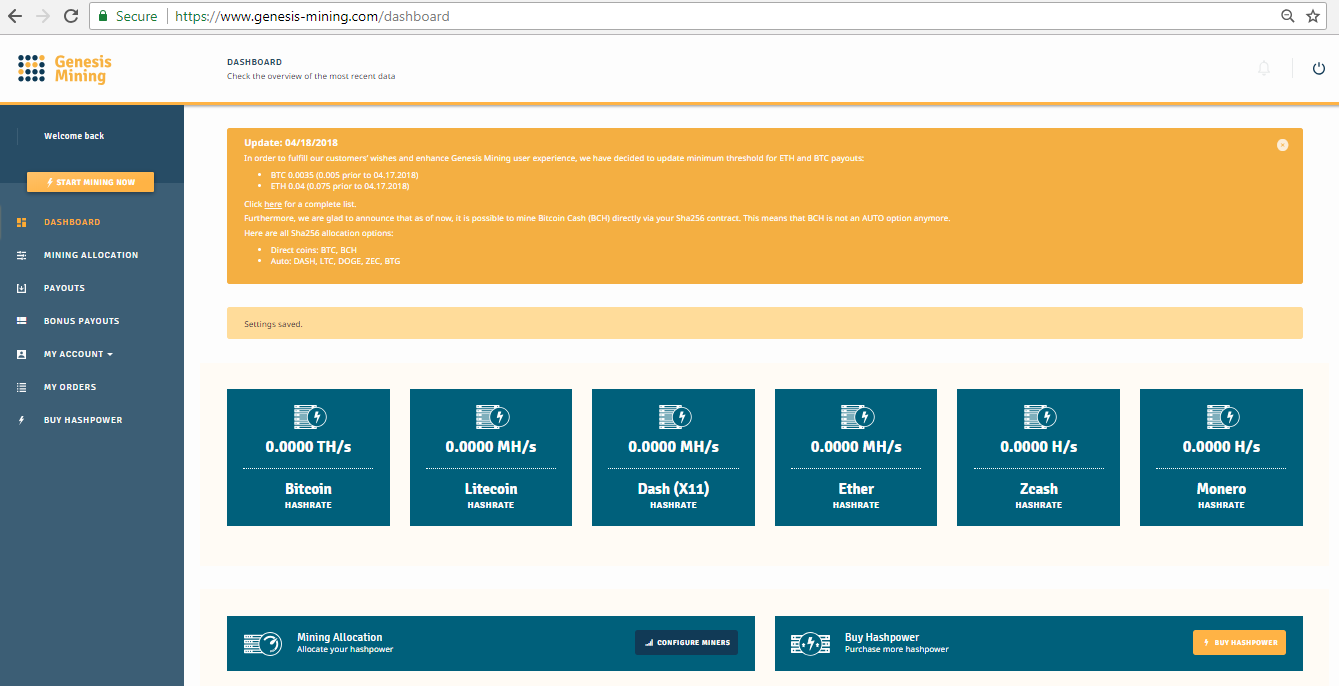 Secure https://www.genesis-mining.com/dashboard
Genesis
Mining
DASHBOARD
Check the overview of the most recent data
Welcome back
START MINING NOW
DASHBOARD
MINING ALLOCATION
PAYOUTS
BONUS PAYOUTS
MY ACCOUNT
MY ORDERS
BUY HASHPOWER
Update: 04/18/2018
In order to fulfill our customers' wishes and enhance Genesis Mining user experience, we have decided to update minimum threshold for ETH and BTC payouts:
• BTC 0.0035 (0.005 prior to 04.17.2018)
• ETH 0.04 (0.075 prior to 04.17.2018)
Click here for a complete list.
Furthermore, we are glad to announce that as of now, it is possible to mine Bitcoin Cash (BCH) directly via your Sha256 contract. This means that BCH is not an AUTO option anymore.
Here are all Sha256 allocation options:
• Direct coins: BTC, BCH
• Auto: DASH, LTC, DOGE, ZEC, BTG
Settings saved.
0.0000 TH/s
Bitcoin
HASHRATE
0.0000 MH/s
Litecoin
HASHRATE
0.0000 MH/s
Dash (X11)
HASHRATE
0.0000 MH/s
Ether
HASHRATE
0.0000 H/s
Zcash
HASHRATE
0.0000 H/s
Monero
HASHRATE
Mining Allocation
Allocate your hashpower
CONFIGURE MINERS
Buy Hashpower
Purchase more hashpower
BUY HASHPOWER